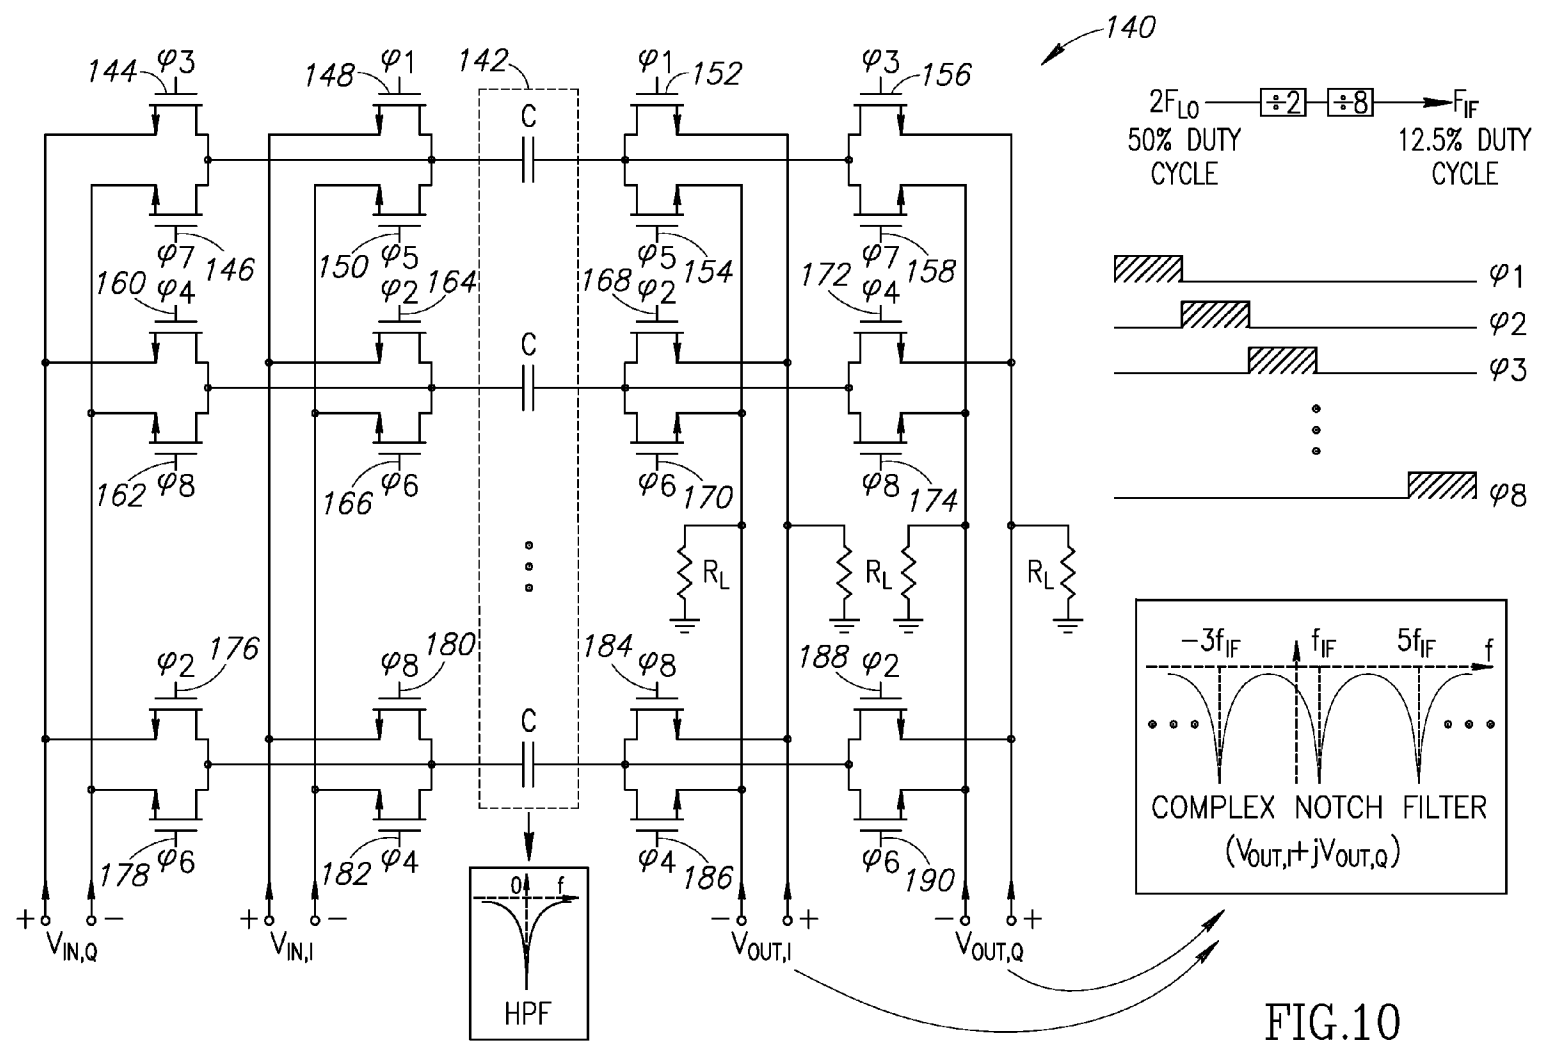 140
144 φ3 148 φ1 142 φ1 152 φ3 156
C
2F_LO ÷2 ÷8 F_IF
50% DUTY CYCLE
12.5% DUTY CYCLE
φ7 146 150 φ5 φ5 154 φ7 158
160 φ4 φ2 164 168 φ2 172 φ4
C
162 φ8 166 φ6 φ6 170 φ8 174
R_L R_L R_L
φ1
φ2
φ3
φ8
φ2 176 φ8 180 184 φ8 188 φ2
C
178 φ6 182 φ4 φ4 186 φ6 190
+ − + − − + − +
V_IN,Q V_IN,I V_OUT,I V_OUT,Q
0 f
HPF
−3f_IF f_IF 5f_IF f
COMPLEX NOTCH FILTER
(V_OUT,I+jV_OUT,Q)
FIG.10